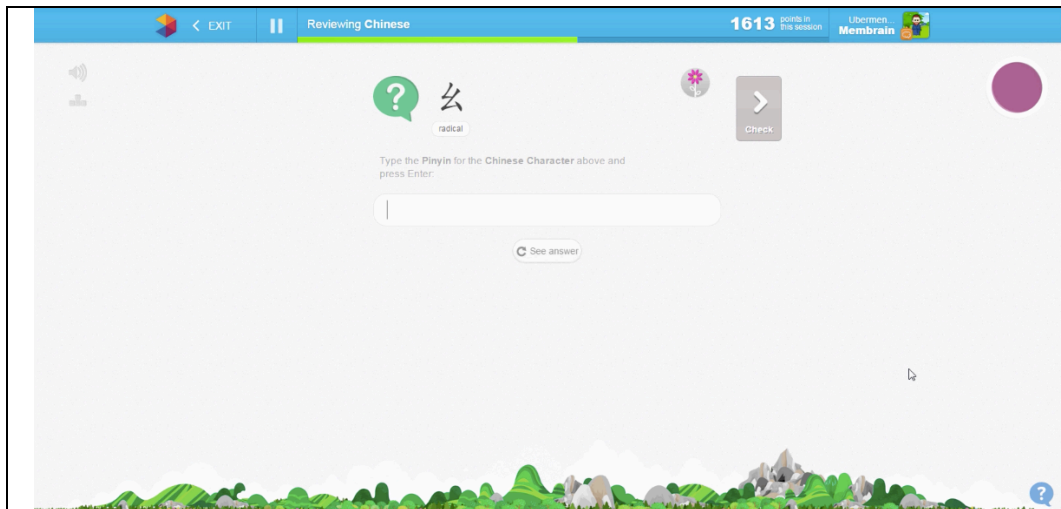 EXIT
Reviewing Chinese
1613 points in this session
Ubermen...
Membrain
?
幺
radical
Check
Type the Pinyin for the Chinese Character above and
press Enter:
See answer
?